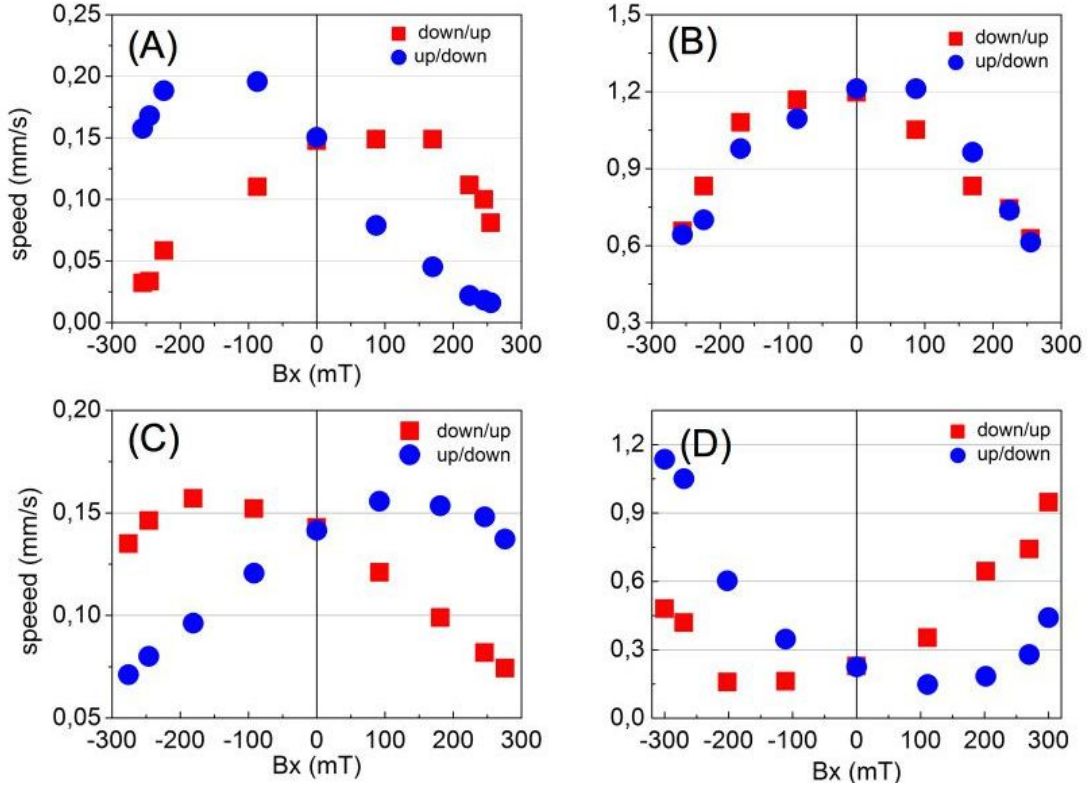 (A)
down/up
up/down
0,25
0,20
0,15
0,10
0,05
0,00
speed (mm/s)
-300 -200 -100 0 100 200 300
Bx (mT)
(B)
down/up
up/down
1,5
1,2
0,9
0,6
0,3
-300 -200 -100 0 100 200 300
Bx (mT)
(C)
down/up
up/down
0,20
0,15
0,10
0,05
speeed (mm/s)
-300 -200 -100 0 100 200 300
Bx (mT)
(D)
down/up
up/down
1,2
0,9
0,6
0,3
0,0
-300 -200 -100 0 100 200 300
Bx (mT)